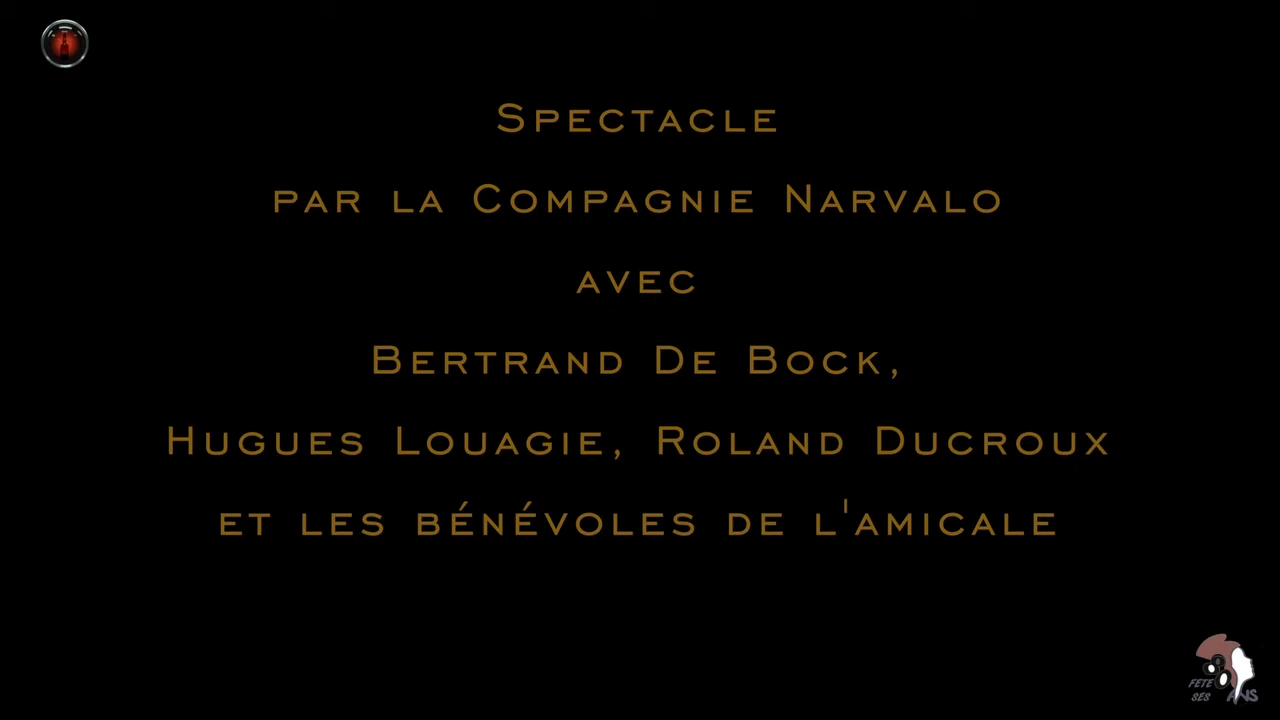 Spectacle
par la Compagnie Narvalo
avec
Bertrand De Bock,
Hugues Louagie, Roland Ducroux
et les bénévoles de l'amicale
FETE
SES ANS